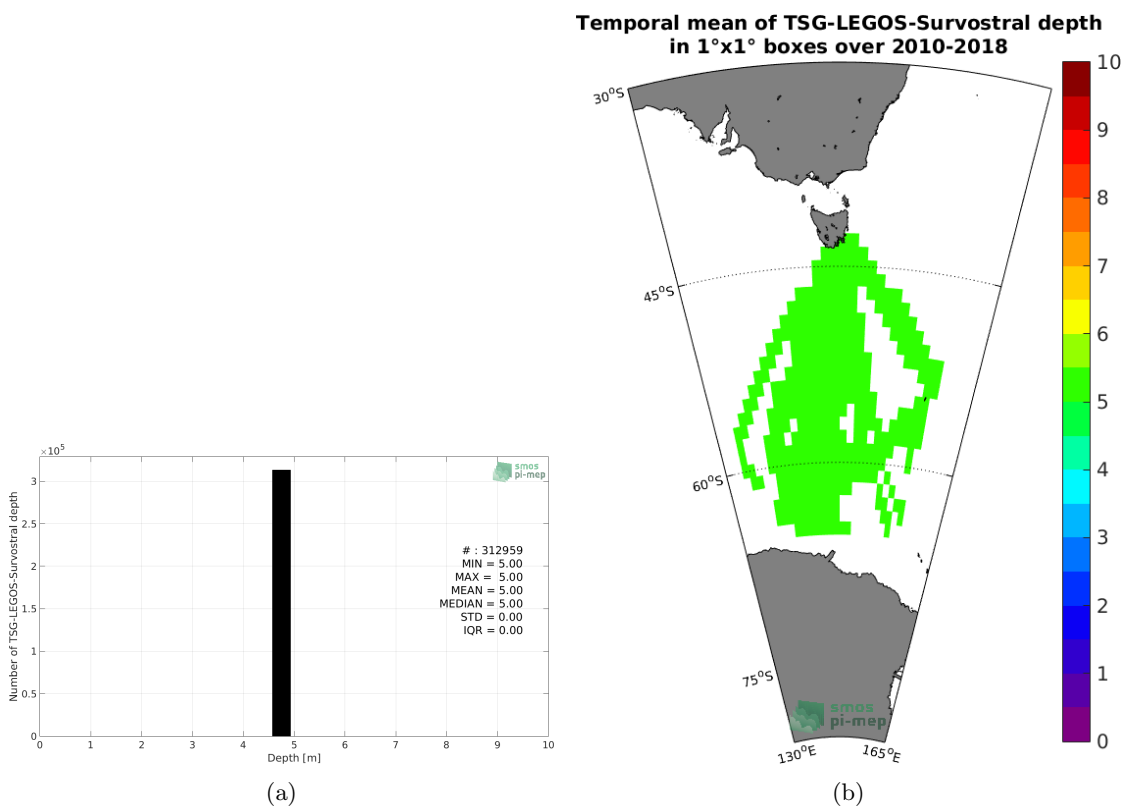 Temporal mean of TSG-LEGOS-Survostral depth
in 1°x1° boxes over 2010-2018
30°S
45°S
60°S
75°S
130°E
165°E
10
9
8
7
6
5
4
3
2
1
0
smos
pi-mep
(b)
×10^5
Number of TSG-LEGOS-Survostral depth
3
2.5
2
1.5
1
0.5
0
0 1 2 3 4 5 6 7 8 9 10
Depth [m]
smos
pi-mep
# : 312959
MIN = 5.00
MAX = 5.00
MEAN = 5.00
MEDIAN = 5.00
STD = 0.00
IQR = 0.00
(a)